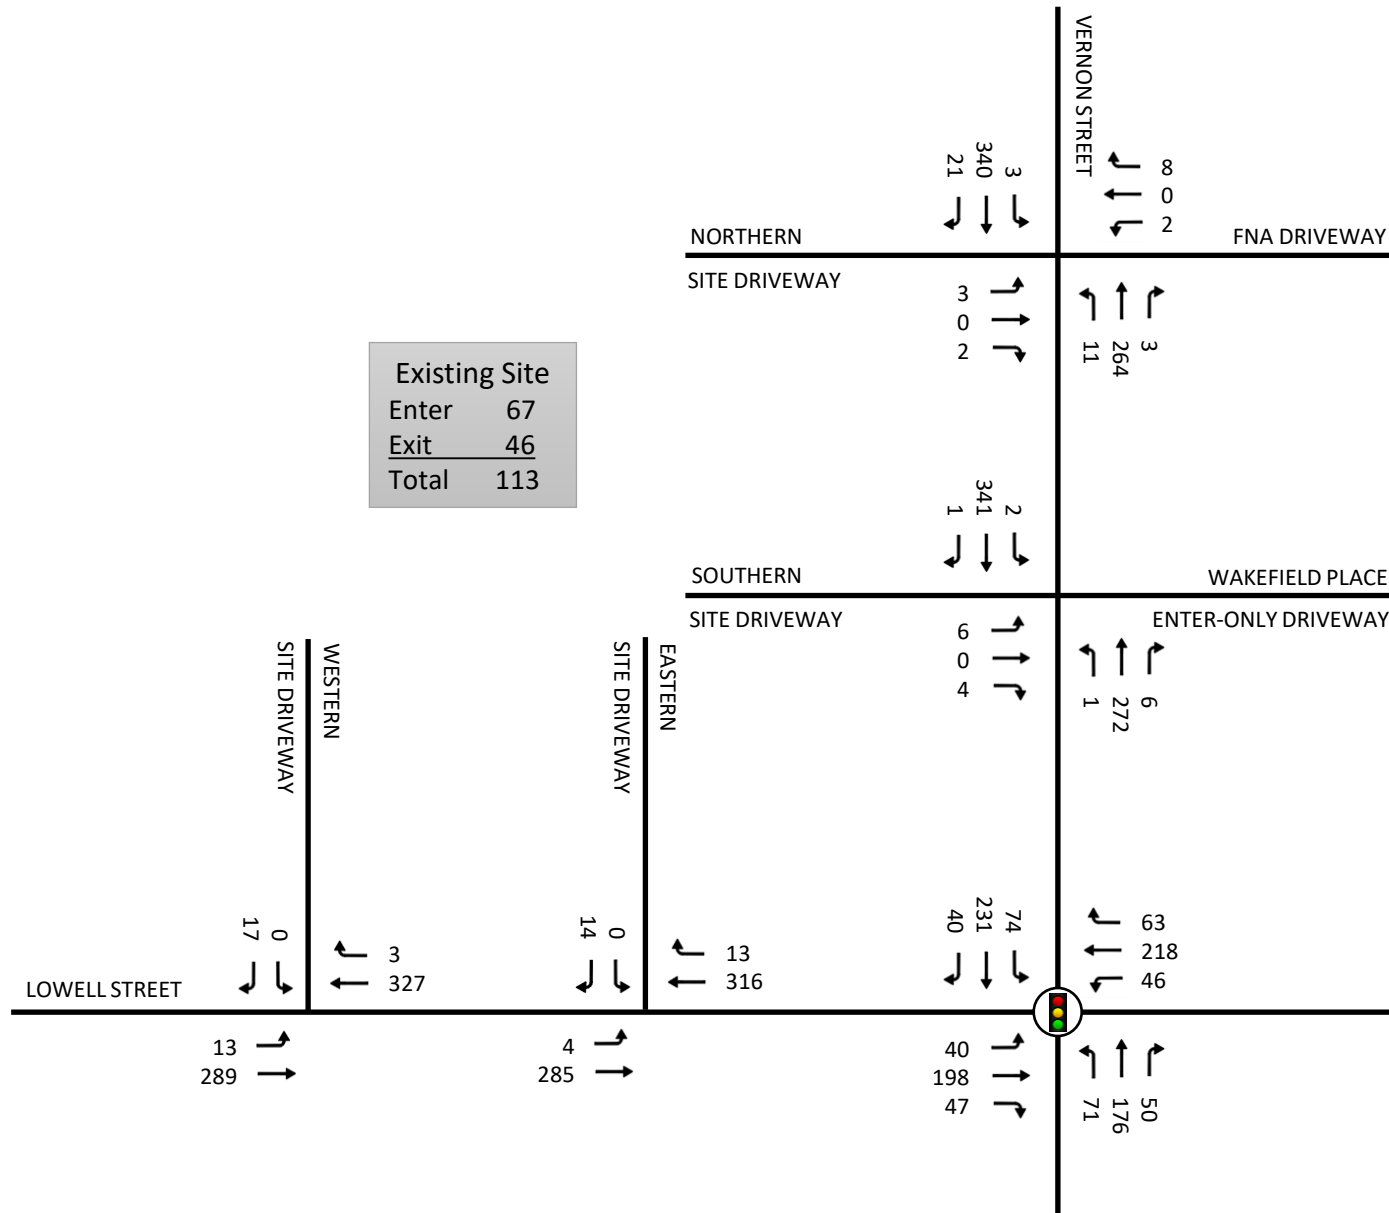 VERNON STREET
21 340 3
8
0
2
NORTHERN
FNA DRIVEWAY
SITE DRIVEWAY
3
0
2
11 264 3
Existing Site
Enter 67
Exit 46
Total 113
1 341 2
SOUTHERN
WAKEFIELD PLACE
SITE DRIVEWAY
ENTER-ONLY DRIVEWAY
6
0
4
1 272 6
SITE DRIVEWAY
WESTERN
SITE DRIVEWAY
EASTERN
17 0
3
327
14 0
13
316
40 231 74
63
218
46
LOWELL STREET
13
289
4
285
40
198
47
71 176 50